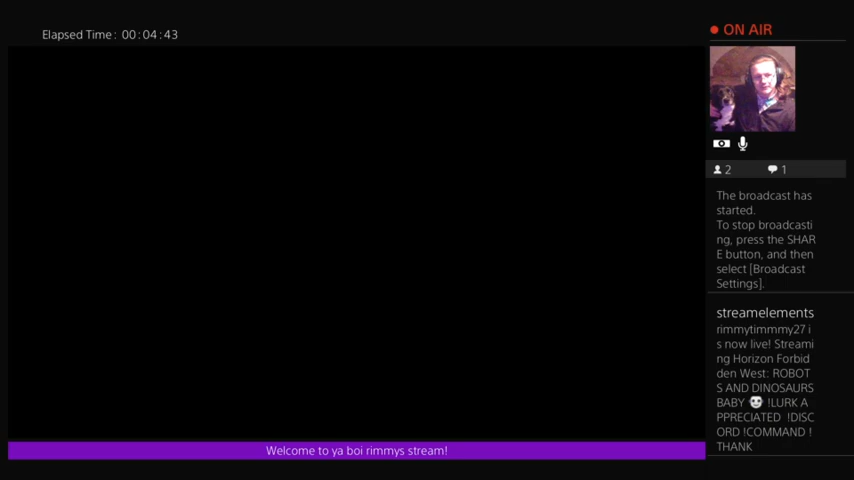 Elapsed Time: 00:04:43
ON AIR
2 1
The broadcast has
started.
To stop broadcasti
ng, press the SHAR
E button, and then
select [Broadcast
Settings].
streamelements
rimmytimmmy27 i
s now live! Streami
ng Horizon Forbid
den West: ROBOT
S AND DINOSAURS
BABY !LURK A
PPRECIATED !DISC
ORD !COMMAND !
THANK
Welcome to ya boi rimmys stream!